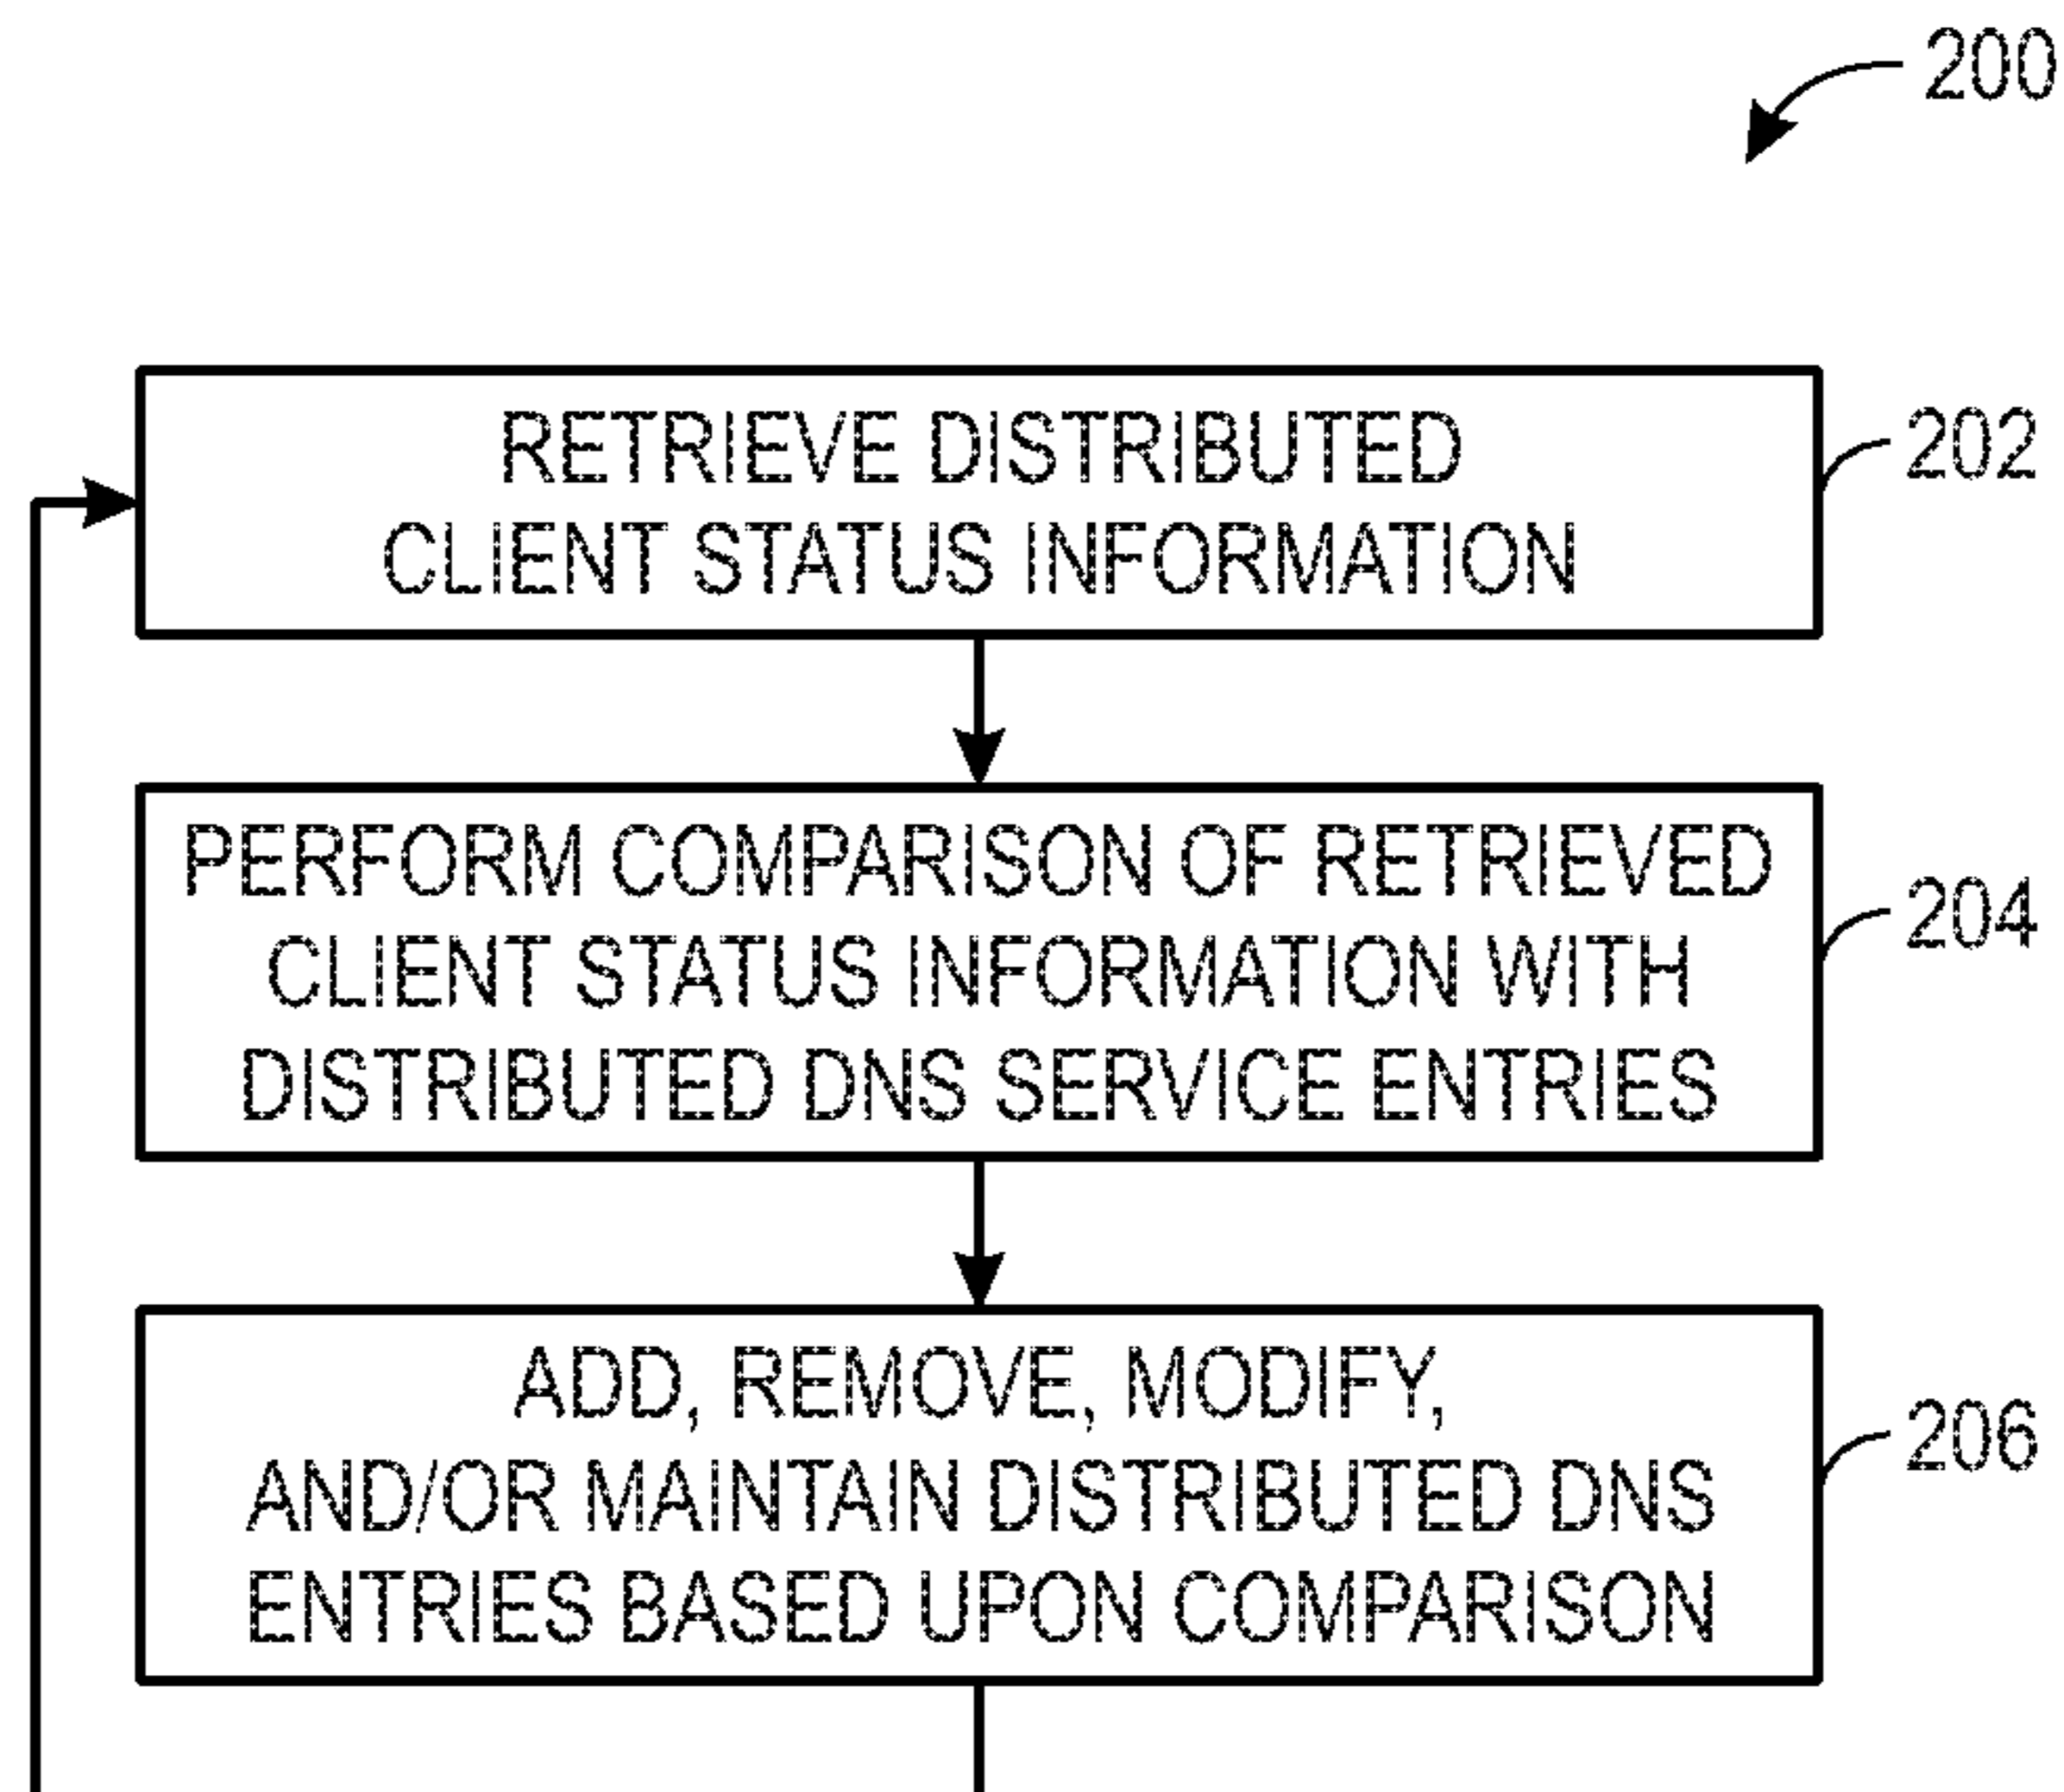 200
RETRIEVE DISTRIBUTED
CLIENT STATUS INFORMATION
202
PERFORM COMPARISON OF RETRIEVED
CLIENT STATUS INFORMATION WITH
DISTRIBUTED DNS SERVICE ENTRIES
204
ADD, REMOVE, MODIFY,
AND/OR MAINTAIN DISTRIBUTED DNS
ENTRIES BASED UPON COMPARISON
206